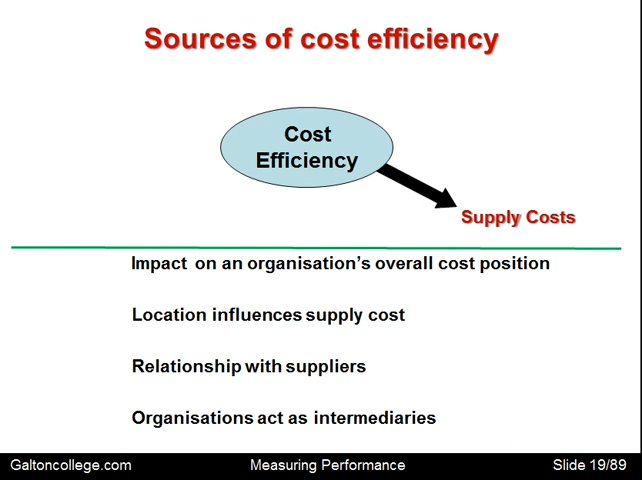 Sources of cost efficiency
Cost
Efficiency
Supply Costs
Impact on an organisation's overall cost position
Location influences supply cost
Relationship with suppliers
Organisations act as intermediaries
Galtoncollege.com Measuring Performance Slide 19/89